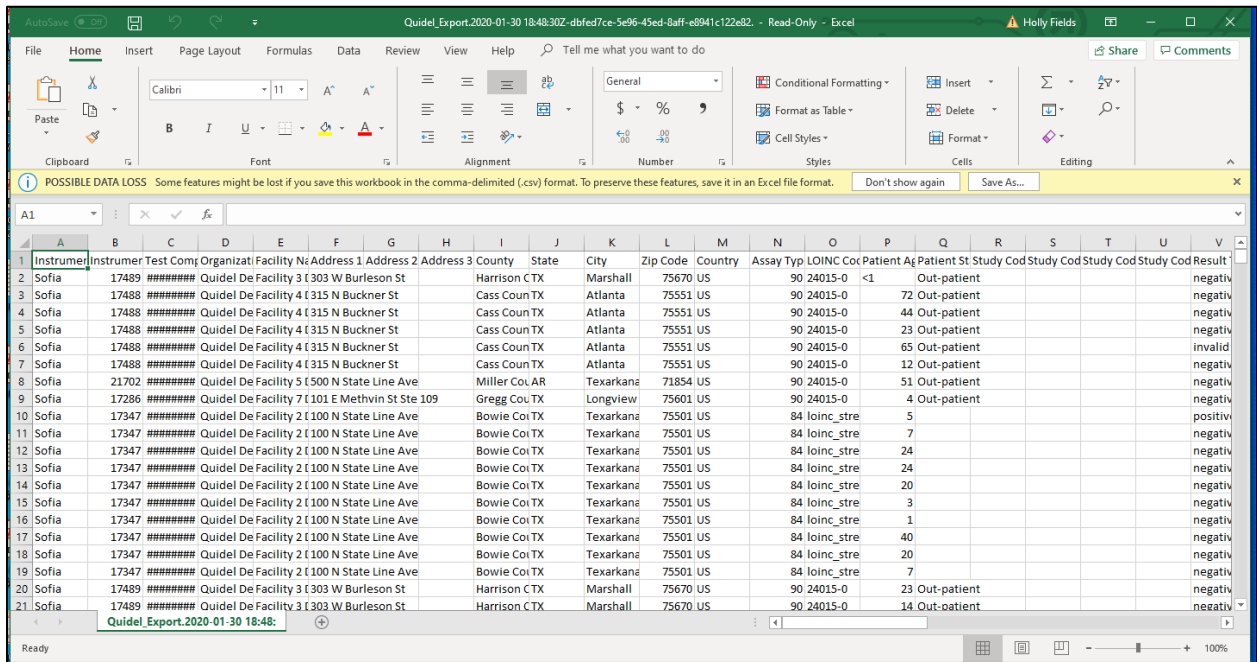 AutoSave Off Quidel_Export.2020-01-30 18:48:30Z-dbfed7ce-5e96-45ed-8aff-e8941c122e82. - Read-Only - Excel Holly Fields
File Home Insert Page Layout Formulas Data Review View Help Tell me what you want to do Share Comments
Paste Calibri 11 General Conditional Formatting Insert
B I U A $ % Format as Table Delete
Cell Styles Format
Clipboard Font Alignment Number Styles Cells Editing
POSSIBLE DATA LOSS Some features might be lost if you save this workbook in the comma-delimited (.csv) format. To preserve these features, save it in an Excel file format. Don't show again Save As...
A1 fx
A B C D E F G H I J K L M N O P Q R S T U V
1 Instrumer Instrumer Test Comp Organizati Facility Na Address 1 Address 2 Address 3 County State City Zip Code Country Assay Typ LOINC Coc Patient Ag Patient St Study Cod Study Cod Study Cod Study Cod Result
2 Sofia 17489 ######## Quidel De Facility 3 [ 303 W Burleson St Harrison C TX Marshall 75670 US 90 24015-0 <1 Out-patient negativ
3 Sofia 17488 ######## Quidel De Facility 4 [ 315 N Buckner St Cass Coun TX Atlanta 75551 US 90 24015-0 72 Out-patient negativ
4 Sofia 17488 ######## Quidel De Facility 4 [ 315 N Buckner St Cass Coun TX Atlanta 75551 US 90 24015-0 44 Out-patient negativ
5 Sofia 17488 ######## Quidel De Facility 4 [ 315 N Buckner St Cass Coun TX Atlanta 75551 US 90 24015-0 23 Out-patient negativ
6 Sofia 17488 ######## Quidel De Facility 4 [ 315 N Buckner St Cass Coun TX Atlanta 75551 US 90 24015-0 65 Out-patient invalid
7 Sofia 17488 ######## Quidel De Facility 4 [ 315 N Buckner St Cass Coun TX Atlanta 75551 US 90 24015-0 12 Out-patient negativ
8 Sofia 21702 ######## Quidel De Facility 5 [ 500 N State Line Ave Miller Cou AR Texarkana 71854 US 90 24015-0 51 Out-patient negativ
9 Sofia 17286 ######## Quidel De Facility 7 [ 101 E Methvin St Ste 109 Gregg Cou TX Longview 75601 US 90 24015-0 4 Out-patient negativ
10 Sofia 17347 ######## Quidel De Facility 2 [ 100 N State Line Ave Bowie Cou TX Texarkana 75501 US 84 loinc_stre 5 positiv
11 Sofia 17347 ######## Quidel De Facility 2 [ 100 N State Line Ave Bowie Cou TX Texarkana 75501 US 84 loinc_stre 7 negativ
12 Sofia 17347 ######## Quidel De Facility 2 [ 100 N State Line Ave Bowie Cou TX Texarkana 75501 US 84 loinc_stre 24 negativ
13 Sofia 17347 ######## Quidel De Facility 2 [ 100 N State Line Ave Bowie Cou TX Texarkana 75501 US 84 loinc_stre 24 negativ
14 Sofia 17347 ######## Quidel De Facility 2 [ 100 N State Line Ave Bowie Cou TX Texarkana 75501 US 84 loinc_stre 20 negativ
15 Sofia 17347 ######## Quidel De Facility 2 [ 100 N State Line Ave Bowie Cou TX Texarkana 75501 US 84 loinc_stre 3 negativ
16 Sofia 17347 ######## Quidel De Facility 2 [ 100 N State Line Ave Bowie Cou TX Texarkana 75501 US 84 loinc_stre 1 negativ
17 Sofia 17347 ######## Quidel De Facility 2 [ 100 N State Line Ave Bowie Cou TX Texarkana 75501 US 84 loinc_stre 40 negativ
18 Sofia 17347 ######## Quidel De Facility 2 [ 100 N State Line Ave Bowie Cou TX Texarkana 75501 US 84 loinc_stre 20 negativ
19 Sofia 17347 ######## Quidel De Facility 2 [ 100 N State Line Ave Bowie Cou TX Texarkana 75501 US 84 loinc_stre 7 negativ
20 Sofia 17489 ######## Quidel De Facility 3 [ 303 W Burleson St Harrison C TX Marshall 75670 US 90 24015-0 23 Out-patient negativ
21 Sofia 17489 ######## Quidel De Facility 3 [ 303 W Burleson St Harrison C TX Marshall 75670 US 90 24015-0 14 Out-patient negativ
Quidel_Export.2020-01-30 18:48:
Ready 100%